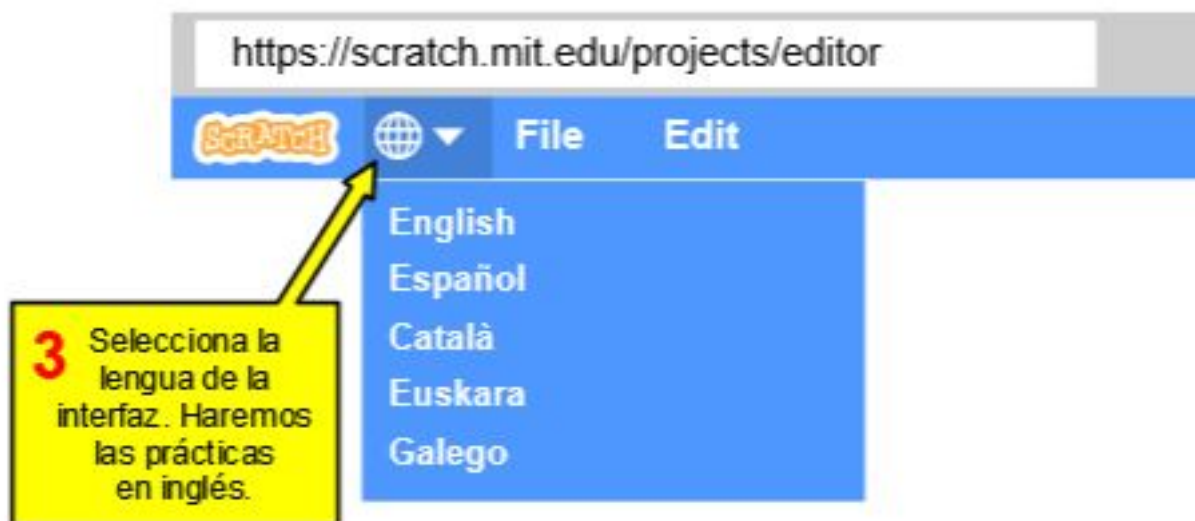 https://scratch.mit.edu/projects/editor
SCRATCH File Edit
English
Español
Català
Euskara
Galego
3 Selecciona la
lengua de la
interfaz. Haremos
las prácticas
en inglés.